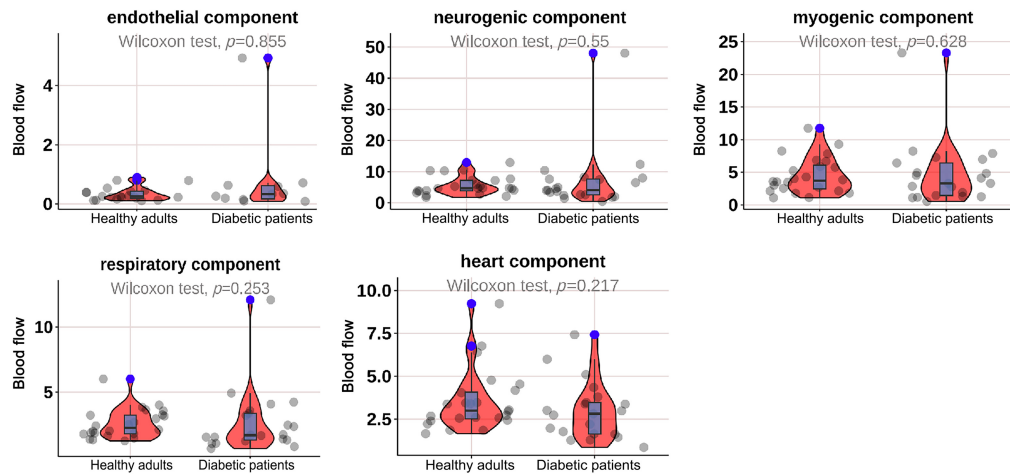 endothelial component
Wilcoxon test, p=0.855
Blood flow
4
2
0
Healthy adults
Diabetic patients
neurogenic component
Wilcoxon test, p=0.55
Blood flow
50
40
30
20
10
0
Healthy adults
Diabetic patients
myogenic component
Wilcoxon test, p=0.628
Blood flow
25
20
15
10
5
0
Healthy adults
Diabetic patients
respiratory component
Wilcoxon test, p=0.253
Blood flow
10
5
Healthy adults
Diabetic patients
heart component
Wilcoxon test, p=0.217
Blood flow
10.0
7.5
5.0
2.5
Healthy adults
Diabetic patients